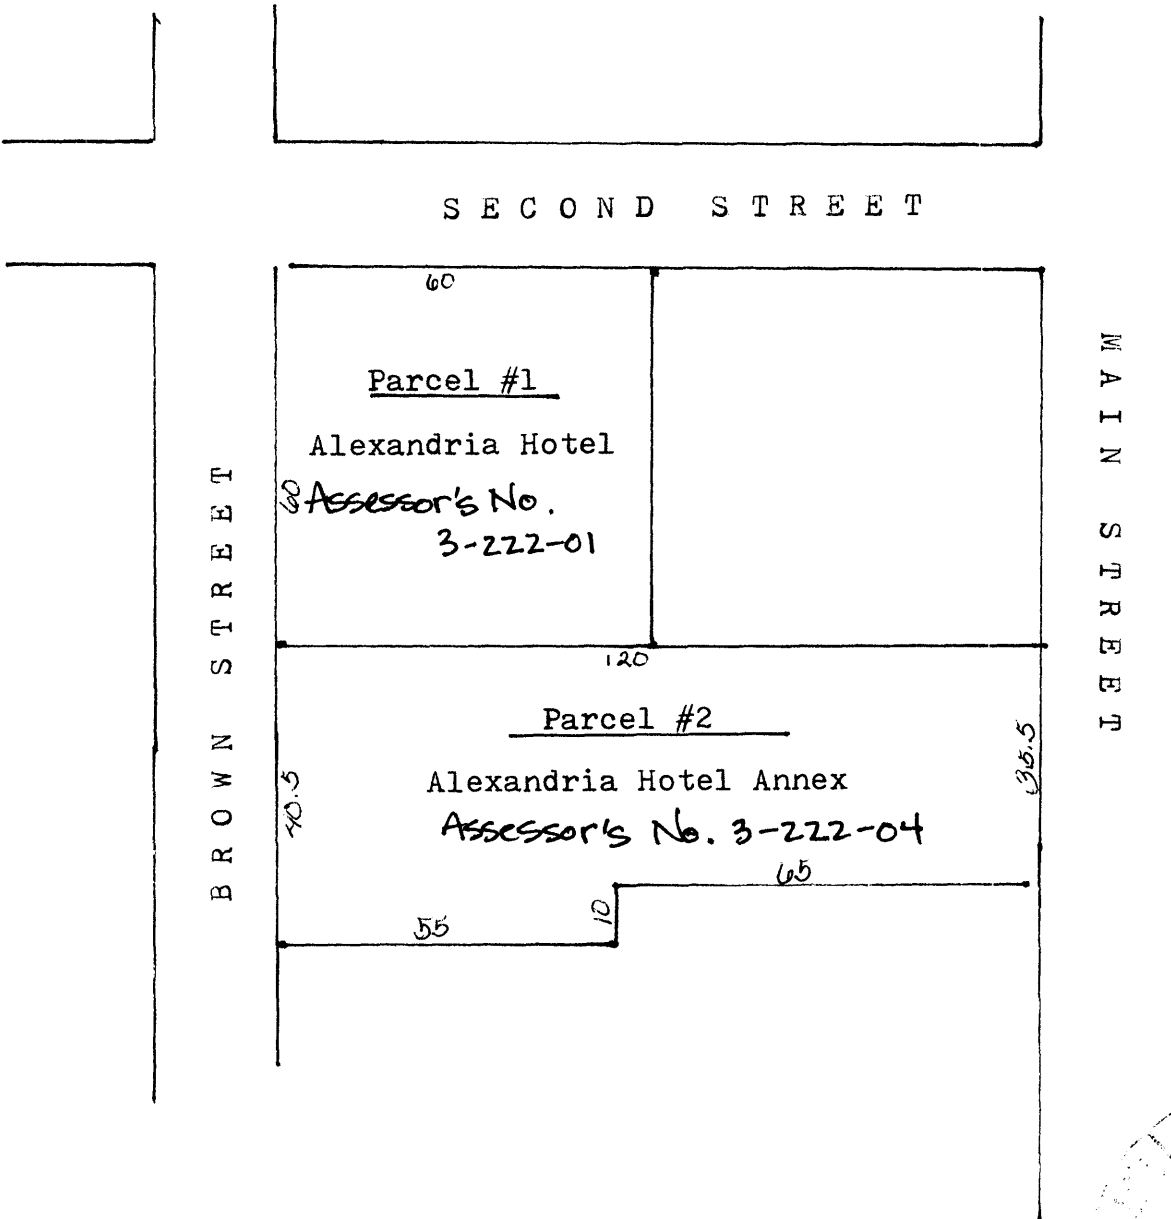 SECOND STREET
60
Parcel #1
Alexandria Hotel
60
Assessor's No.
3-222-01
BROWN STREET
MAIN STREET
120
Parcel #2
Alexandria Hotel Annex
Assessor's No. 3-222-04
40.5
35.5
65
10
55